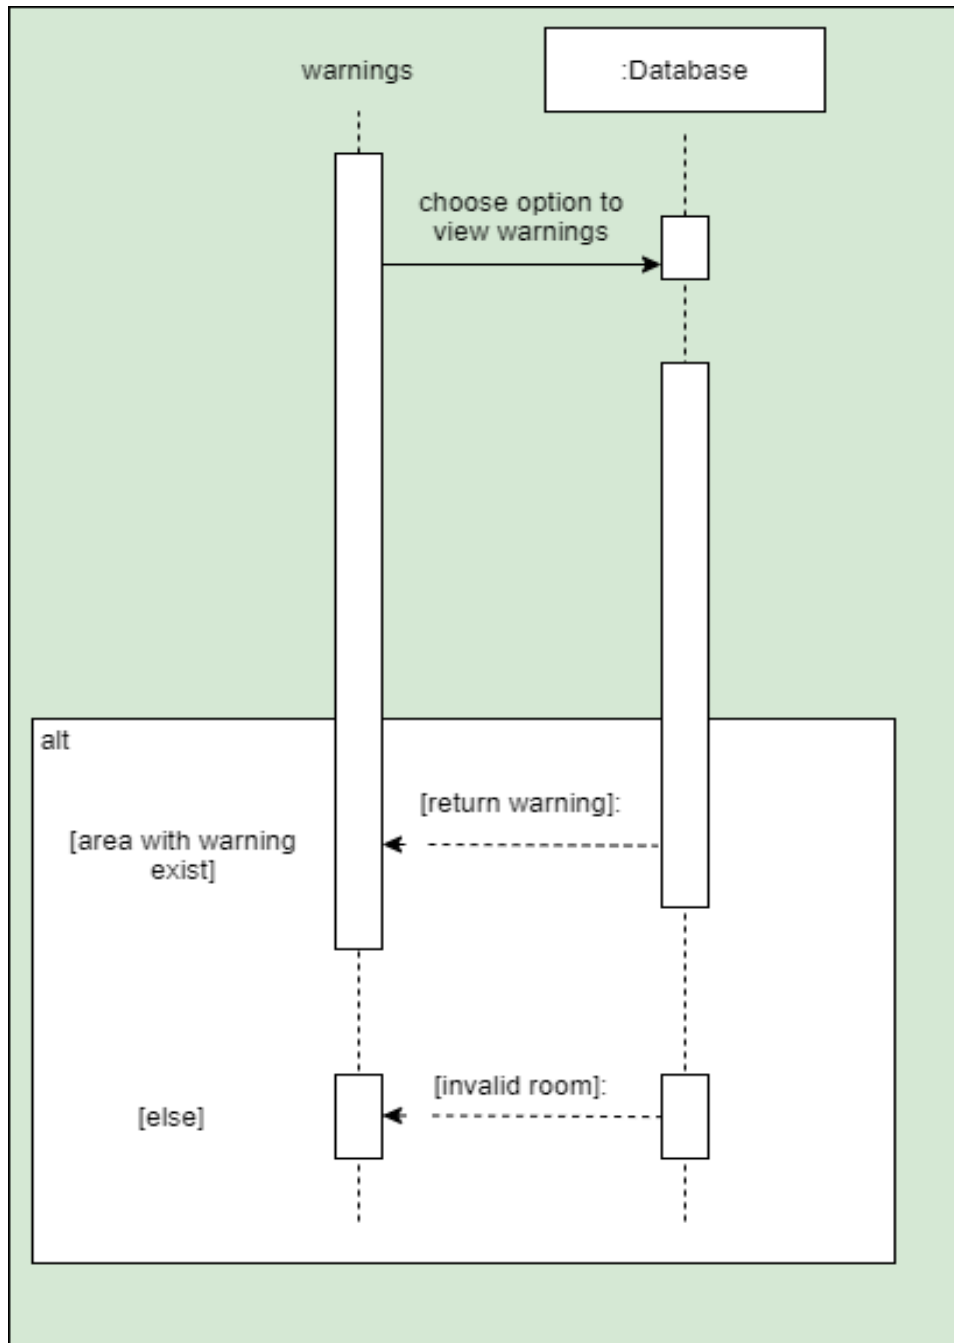 warnings
:Database
choose option to
view warnings
alt
[return warning]:
[area with warning
exist]
[invalid room]:
[else]